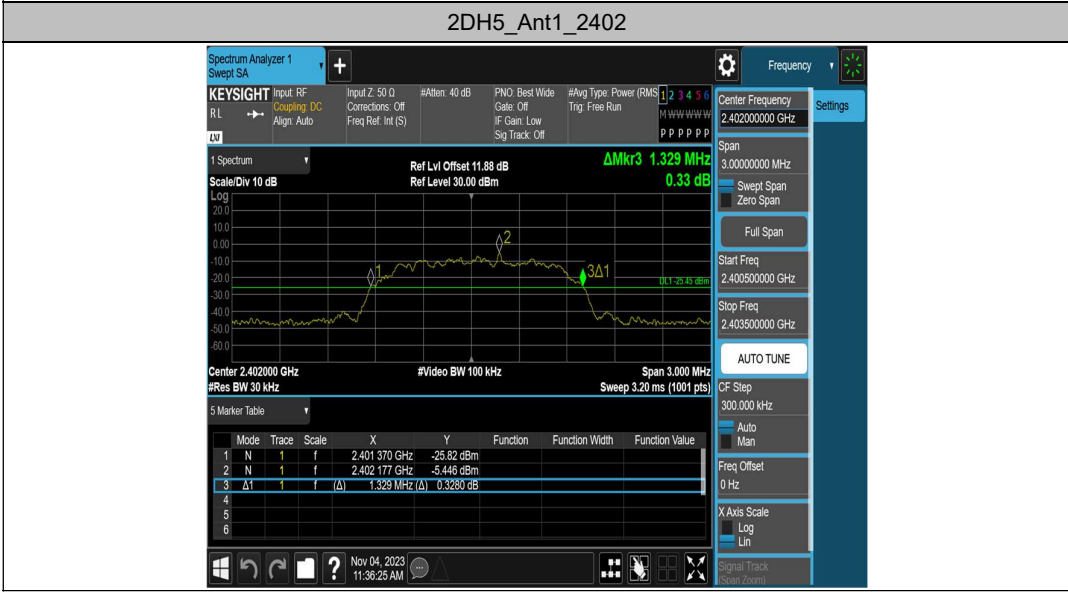 2DH5_Ant1_2402
Spectrum Analyzer 1
Swept SA
+
Frequency
KEYSIGHT
RL
LXI
Input: RF
Coupling: DC
Align: Auto
Input Z: 50 Ω
Corrections: Off
Freq Ref: Int (S)
#Atten: 40 dB
PNO: Best Wide
Gate: Off
IF Gain: Low
Sig Track: Off
#Avg Type: Power (RMS
Trig: Free Run
1 2 3 4 5 6
M W W W W W
P P P P P P
1 Spectrum
Scale/Div 10 dB
Ref Lvl Offset 11.88 dB
Ref Level 30.00 dBm
ΔMkr3 1.329 MHz
0.33 dB
Log
20.0
10.0
0.00
-10.0
-20.0
-30.0
-40.0
-50.0
-60.0
1
2
3Δ1
DL1 -25.45 dBm
Center 2.402000 GHz
#Video BW 100 kHz
Span 3.000 MHz
#Res BW 30 kHz
Sweep 3.20 ms (1001 pts)
5 Marker Table
Mode Trace Scale X Y Function Function Width Function Value
1 N 1 f 2.401 370 GHz -25.82 dBm
2 N 1 f 2.402 177 GHz -5.446 dBm
3 Δ1 1 f (Δ) 1.329 MHz (Δ) 0.3280 dB
4
5
6
?
Nov 04, 2023
11:36:25 AM
Center Frequency
2.402000000 GHz
Settings
Span
3.00000000 MHz
Swept Span
Zero Span
Full Span
Start Freq
2.400500000 GHz
Stop Freq
2.403500000 GHz
AUTO TUNE
CF Step
300.000 kHz
Auto
Man
Freq Offset
0 Hz
X Axis Scale
Log
Lin
Signal Track
(Span Zoom)